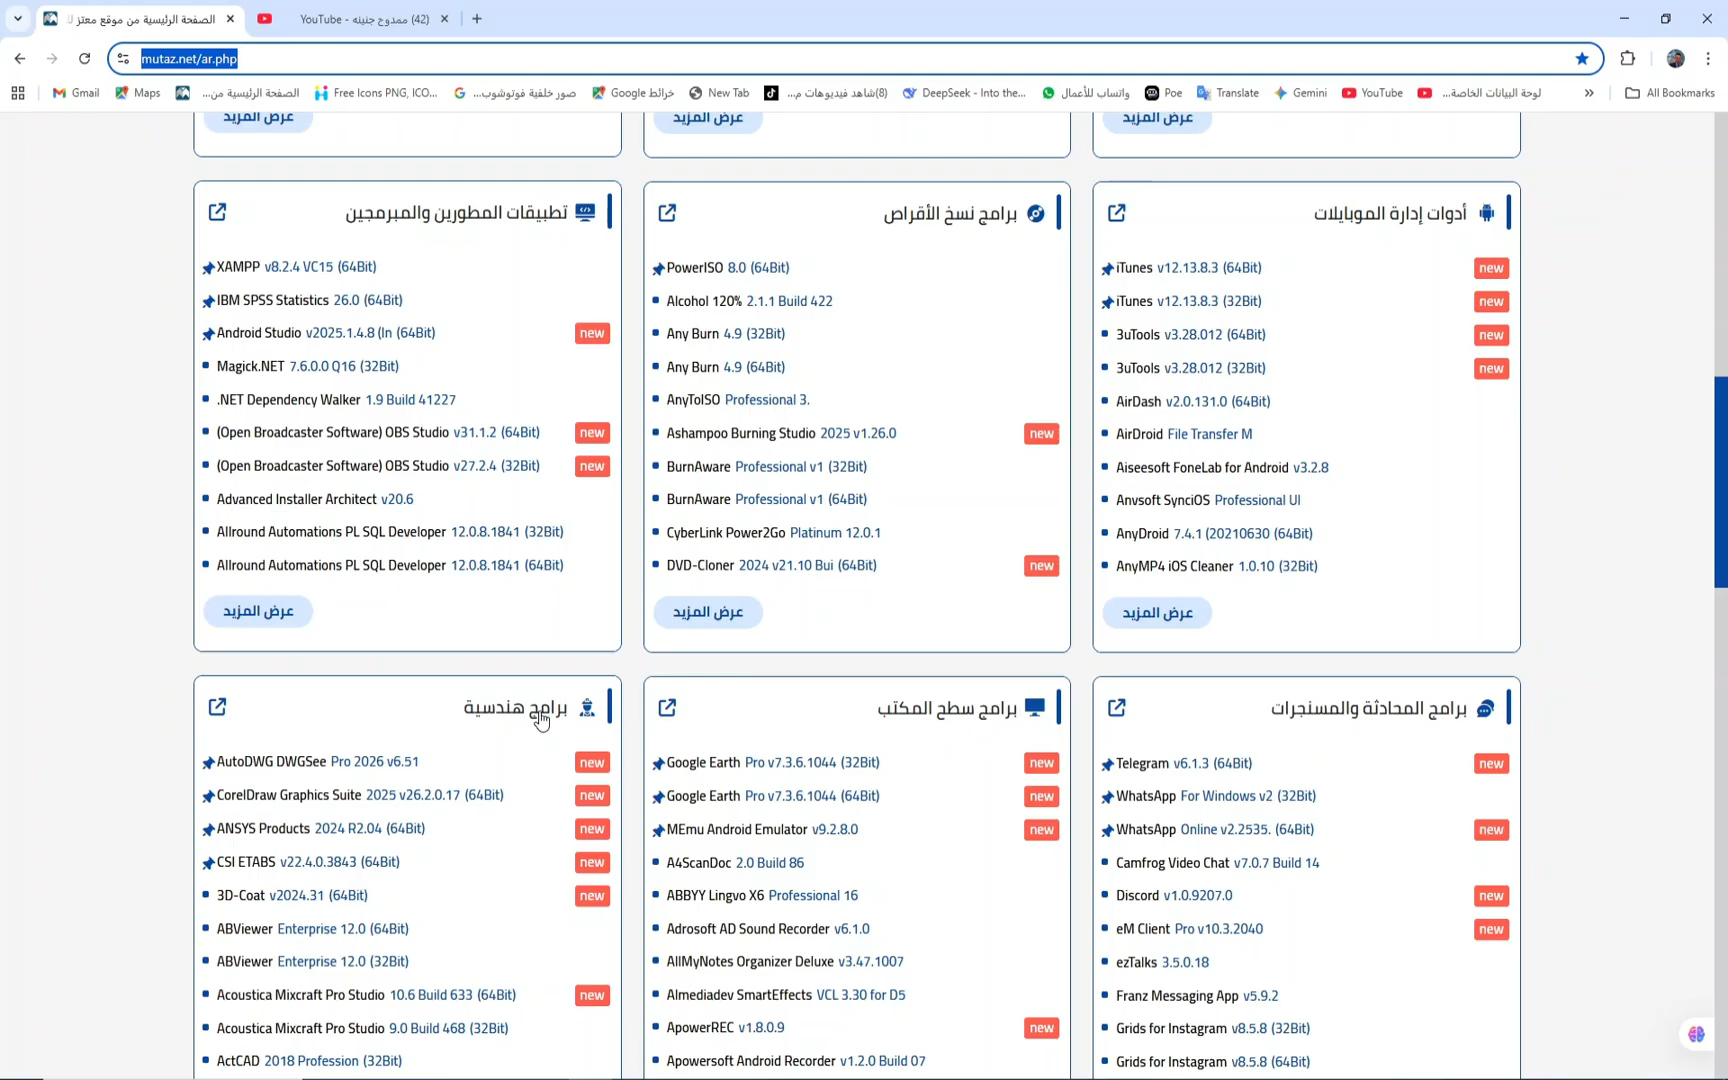 الصفحة الرئيسية من موقع معتز لل
(42) ممدوح جنينه - YouTube
mutaz.net/ar.php
Gmail
Maps
الصفحة الرئيسية من...
Free Icons PNG, ICO...
صور خلفية فوتوشوب...
خرائط Google
New Tab
(8)شاهد فيديوهات م...
DeepSeek - Into the...
واتساب للأعمال
Poe
Translate
Gemini
YouTube
لوحة البيانات الخاصة...
All Bookmarks
عرض المزيد
عرض المزيد
عرض المزيد
أدوات إدارة الموبايلات
iTunes v12.13.8.3 (64Bit) new
iTunes v12.13.8.3 (32Bit) new
3uTools v3.28.012 (64Bit) new
3uTools v3.28.012 (32Bit) new
AirDash v2.0.131.0 (64Bit)
AirDroid File Transfer M
Aiseesoft FoneLab for Android v3.2.8
Anvsoft SynciOS Professional Ul
AnyDroid 7.4.1 (20210630 (64Bit)
AnyMP4 iOS Cleaner 1.0.10 (32Bit)
عرض المزيد
برامج نسخ الأقراص
PowerISO 8.0 (64Bit)
Alcohol 120% 2.1.1 Build 422
Any Burn 4.9 (32Bit)
Any Burn 4.9 (64Bit)
AnyToISO Professional 3.
Ashampoo Burning Studio 2025 v1.26.0 new
BurnAware Professional v1 (32Bit)
BurnAware Professional v1 (64Bit)
CyberLink Power2Go Platinum 12.0.1
DVD-Cloner 2024 v21.10 Bui (64Bit) new
عرض المزيد
تطبيقات المطورين والمبرمجين
XAMPP v8.2.4 VC15 (64Bit)
IBM SPSS Statistics 26.0 (64Bit)
Android Studio v2025.1.4.8 (In (64Bit) new
Magick.NET 7.6.0.0 Q16 (32Bit)
.NET Dependency Walker 1.9 Build 41227
(Open Broadcaster Software) OBS Studio v31.1.2 (64Bit) new
(Open Broadcaster Software) OBS Studio v27.2.4 (32Bit) new
Advanced Installer Architect v20.6
Allround Automations PL SQL Developer 12.0.8.1841 (32Bit)
Allround Automations PL SQL Developer 12.0.8.1841 (64Bit)
عرض المزيد
برامج المحادثة والمسنجرات
Telegram v6.1.3 (64Bit) new
WhatsApp For Windows v2 (32Bit)
WhatsApp Online v2.2535. (64Bit) new
Camfrog Video Chat v7.0.7 Build 14
Discord v1.0.9207.0 new
eM Client Pro v10.3.2040 new
ezTalks 3.5.0.18
Franz Messaging App v5.9.2
Grids for Instagram v8.5.8 (32Bit)
Grids for Instagram v8.5.8 (64Bit)
برامج سطح المكتب
Google Earth Pro v7.3.6.1044 (32Bit) new
Google Earth Pro v7.3.6.1044 (64Bit) new
MEmu Android Emulator v9.2.8.0 new
A4ScanDoc 2.0 Build 86
ABBYY Lingvo X6 Professional 16
Adrosoft AD Sound Recorder v6.1.0
AllMyNotes Organizer Deluxe v3.47.1007
Almediadev SmartEffects VCL 3.30 for D5
ApowerREC v1.8.0.9 new
Apowersoft Android Recorder v1.2.0 Build 07
برامج هندسية
AutoDWG DWGSee Pro 2026 v6.51 new
CorelDraw Graphics Suite 2025 v26.2.0.17 (64Bit) new
ANSYS Products 2024 R2.04 (64Bit) new
CSI ETABS v22.4.0.3843 (64Bit) new
3D-Coat v2024.31 (64Bit) new
ABViewer Enterprise 12.0 (64Bit)
ABViewer Enterprise 12.0 (32Bit)
Acoustica Mixcraft Pro Studio 10.6 Build 633 (64Bit) new
Acoustica Mixcraft Pro Studio 9.0 Build 468 (32Bit)
ActCAD 2018 Profession (32Bit)